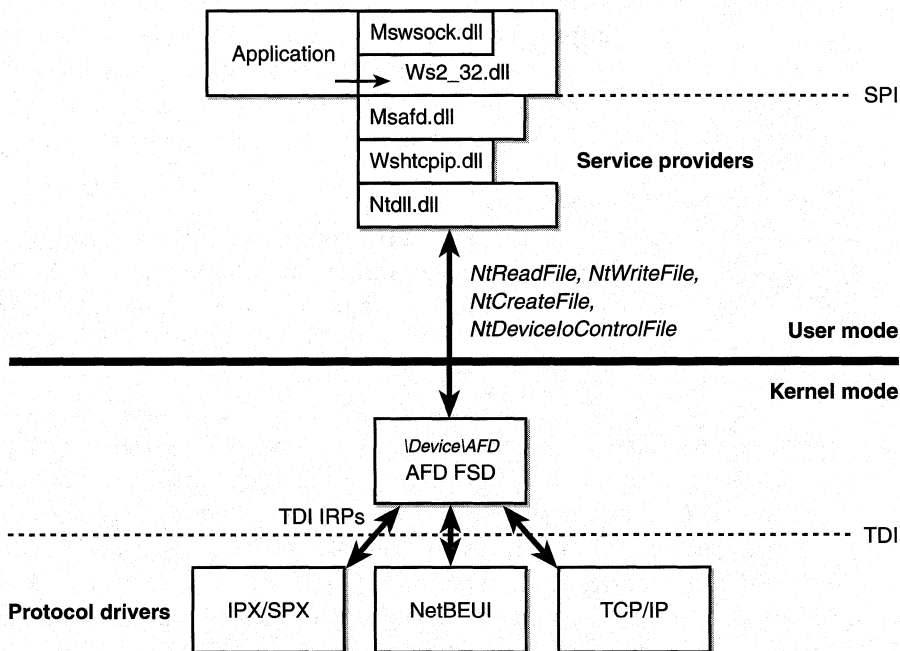 Mswsock.dll
Application
Ws2_32.dll
SPI
Msafd.dll
Wshtcpip.dll
Service providers
Ntdll.dll
NtReadFile, NtWriteFile,
NtCreateFile,
NtDeviceIoControlFile
User mode
Kernel mode
\Device\AFD
AFD FSD
TDI IRPs
TDI
Protocol drivers
IPX/SPX
NetBEUI
TCP/IP